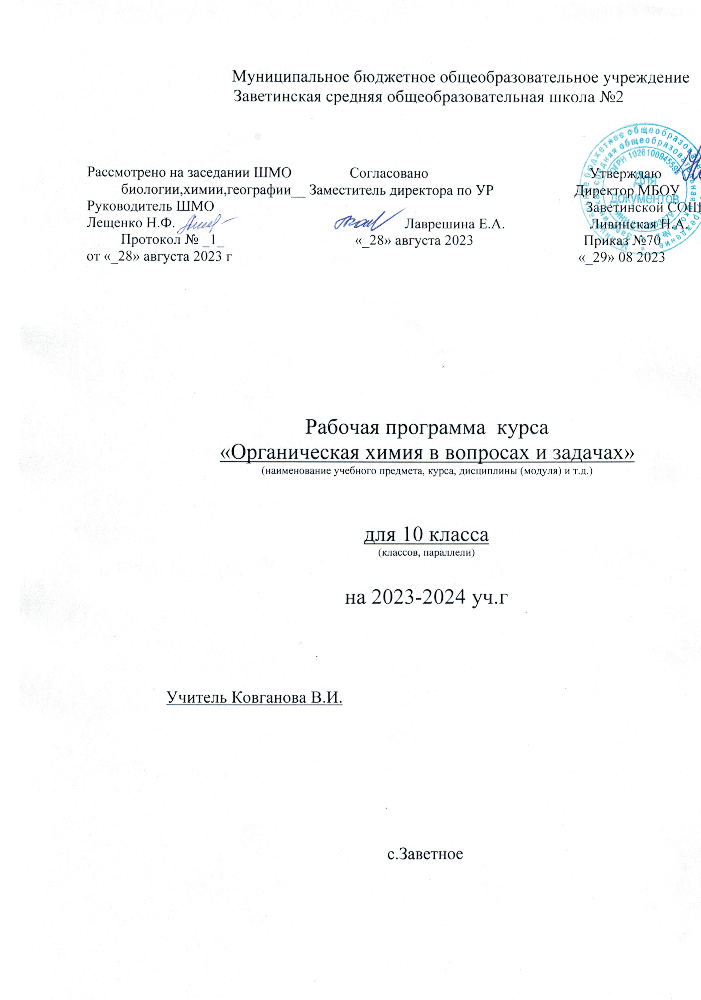 Муниципальное бюджетное общеобразовательное учреждение
Заветинская средняя общеобразовательная школа №2
Рассмотрено на заседании ШМО
биологии,химии,географии__
Руководитель ШМО
Лещенко Н.Ф.
Протокол № _1_
от «_28» августа 2023 г
Согласовано
Заместитель директора по УР
Лаврешина Е.А.
«_28» августа 2023
Утверждаю
Директор МБОУ
Заветинской СОШ
Ливинская Н.А.
Приказ №70
«_29» 08 2023
ОГРН 1026100945595
Для
документов
Рабочая программа курса
«Органическая химия в вопросах и задачах»
(наименование учебного предмета, курса, дисциплины (модуля) и т.д.)
для 10 класса
(классов, параллели)
на 2023-2024 уч.г
Учитель Ковганова В.И.
с.Заветное